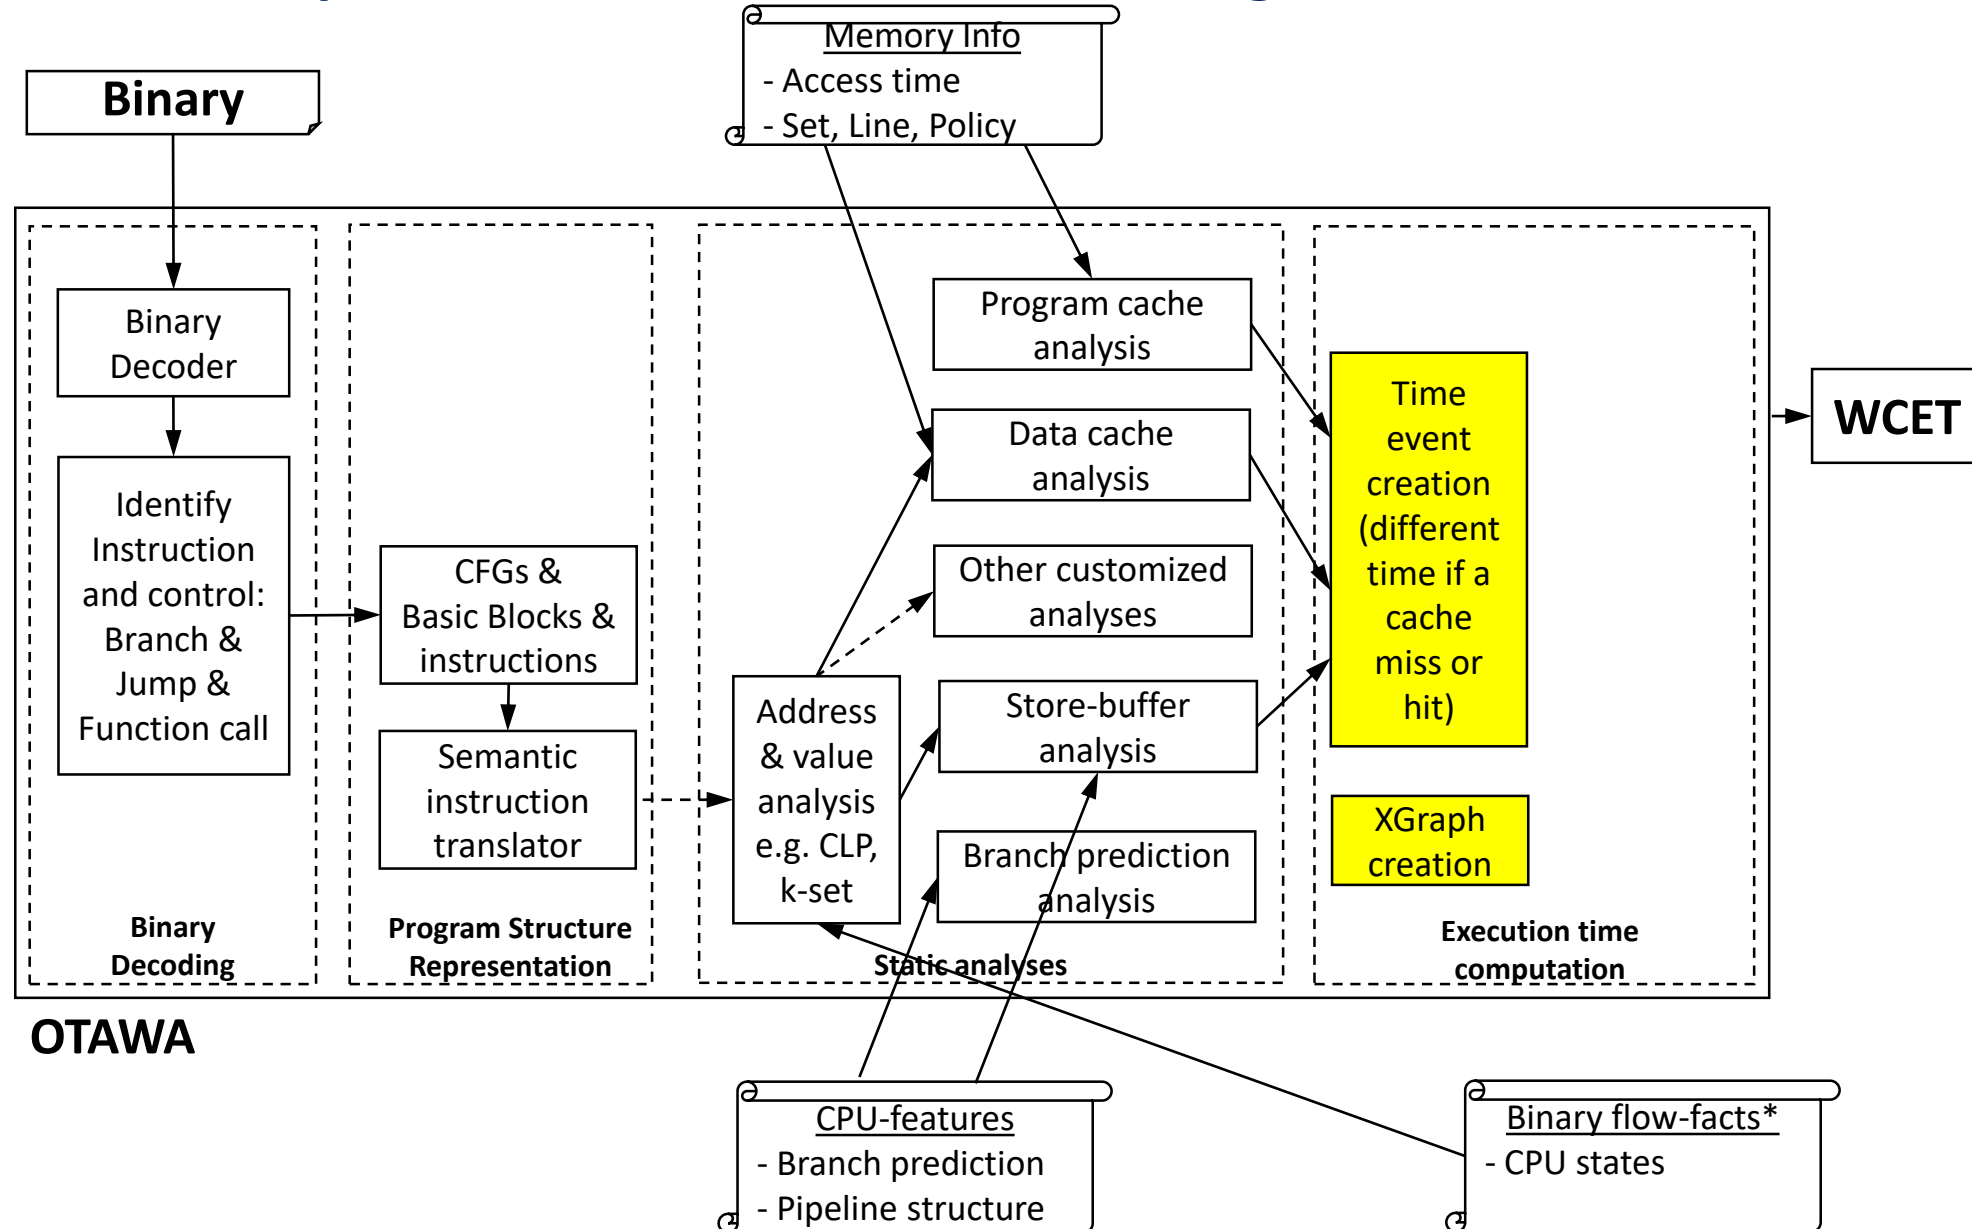 Memory Info
- Access time
- Set, Line, Policy
Binary
Binary
Decoder
Identify
Instruction
and control:
Branch &
Jump &
Function call
Binary
Decoding
CFGs &
Basic Blocks &
instructions
Semantic
instruction
translator
Program Structure
Representation
Program cache
analysis
Data cache
analysis
Other customized
analyses
Address
& value
analysis
e.g. CLP,
k-set
Store-buffer
analysis
Branch prediction
analysis
Static analyses
Time
event
creation
(different
time if a
cache
miss or
hit)
XGraph
creation
Execution time
computation
WCET
OTAWA
CPU-features
- Branch prediction
- Pipeline structure
Binary flow-facts*
- CPU states